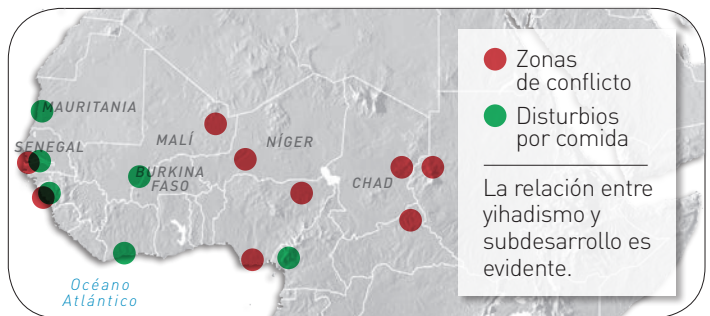 MAURITANIA
SENEGAL
MALÍ
NÍGER
BURKINA
FASO
CHAD
Océano
Atlántico
Zonas
de conflicto
Disturbios
por comida
La relación entre
yihadismo y
subdesarrollo es
evidente.